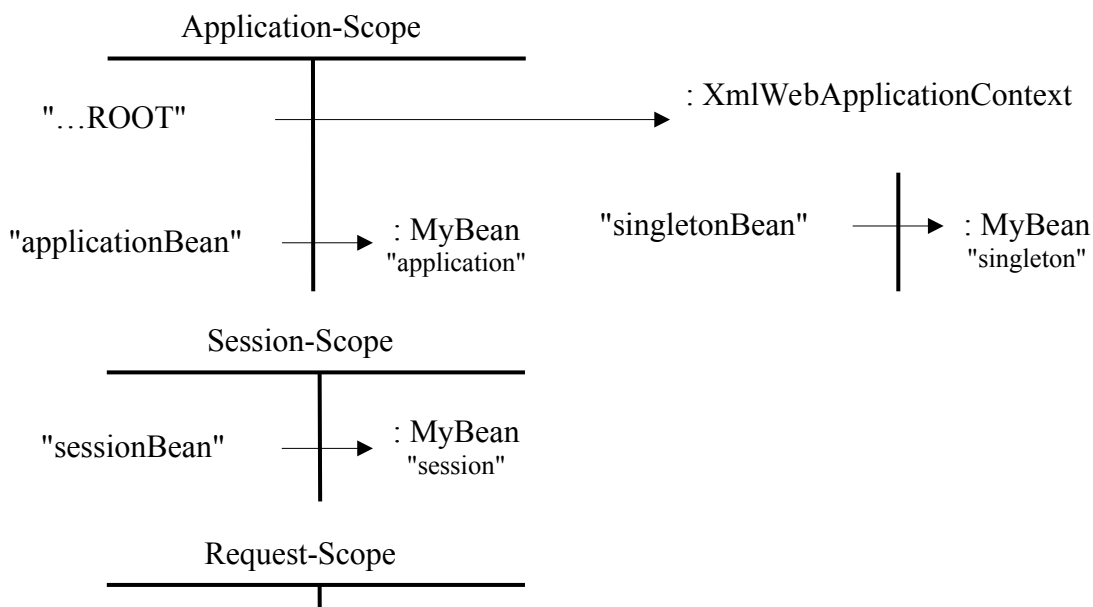 Application-Scope
"…ROOT"
: XmlWebApplicationContext
"applicationBean"
: MyBean
"application"
"singletonBean"
: MyBean
"singleton"
Session-Scope
"sessionBean"
: MyBean
"session"
Request-Scope